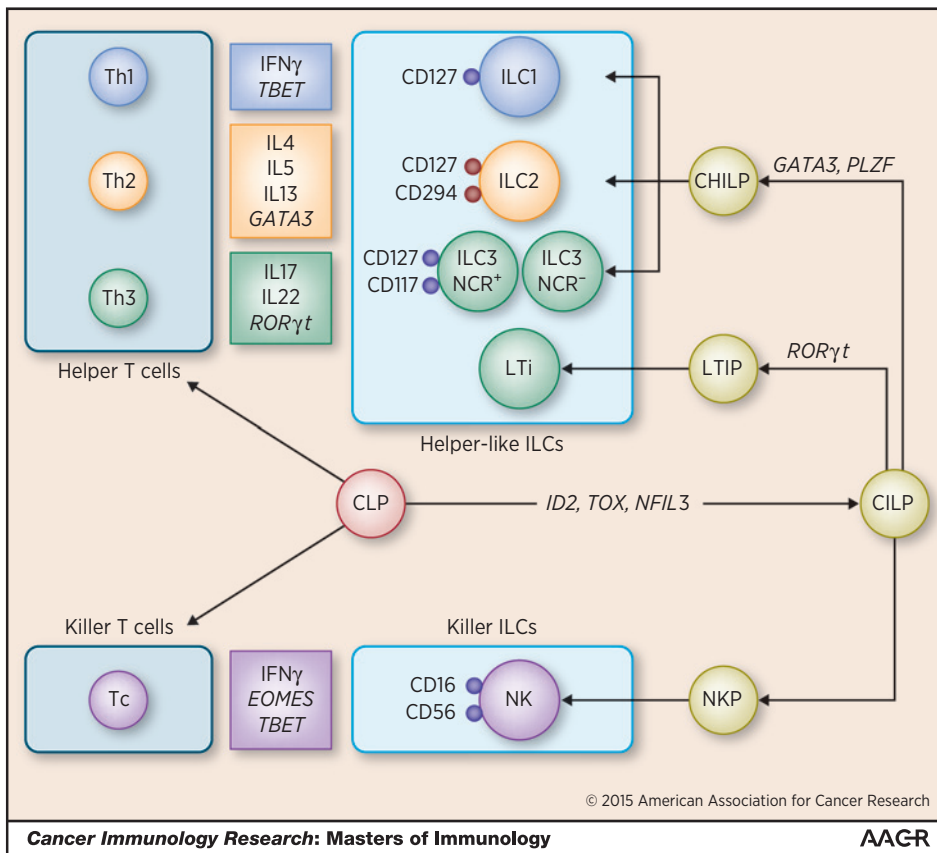 Th1
IFNγ
TBET
CD127
ILC1
Th2
IL4
IL5
IL13
GATA3
CD127
CD294
ILC2
CHILP
GATA3, PLZF
Th3
IL17
IL22
RORγt
CD127
CD117
ILC3
NCR+
ILC3
NCR−
LTi
LTIP
RORγt
Helper T cells
Helper-like ILCs
CLP
ID2, TOX, NFIL3
CILP
Killer T cells
Killer ILCs
Tc
IFNγ
EOMES
TBET
CD16
CD56
NK
NKP
© 2015 American Association for Cancer Research
Cancer Immunology Research: Masters of Immunology
AACR